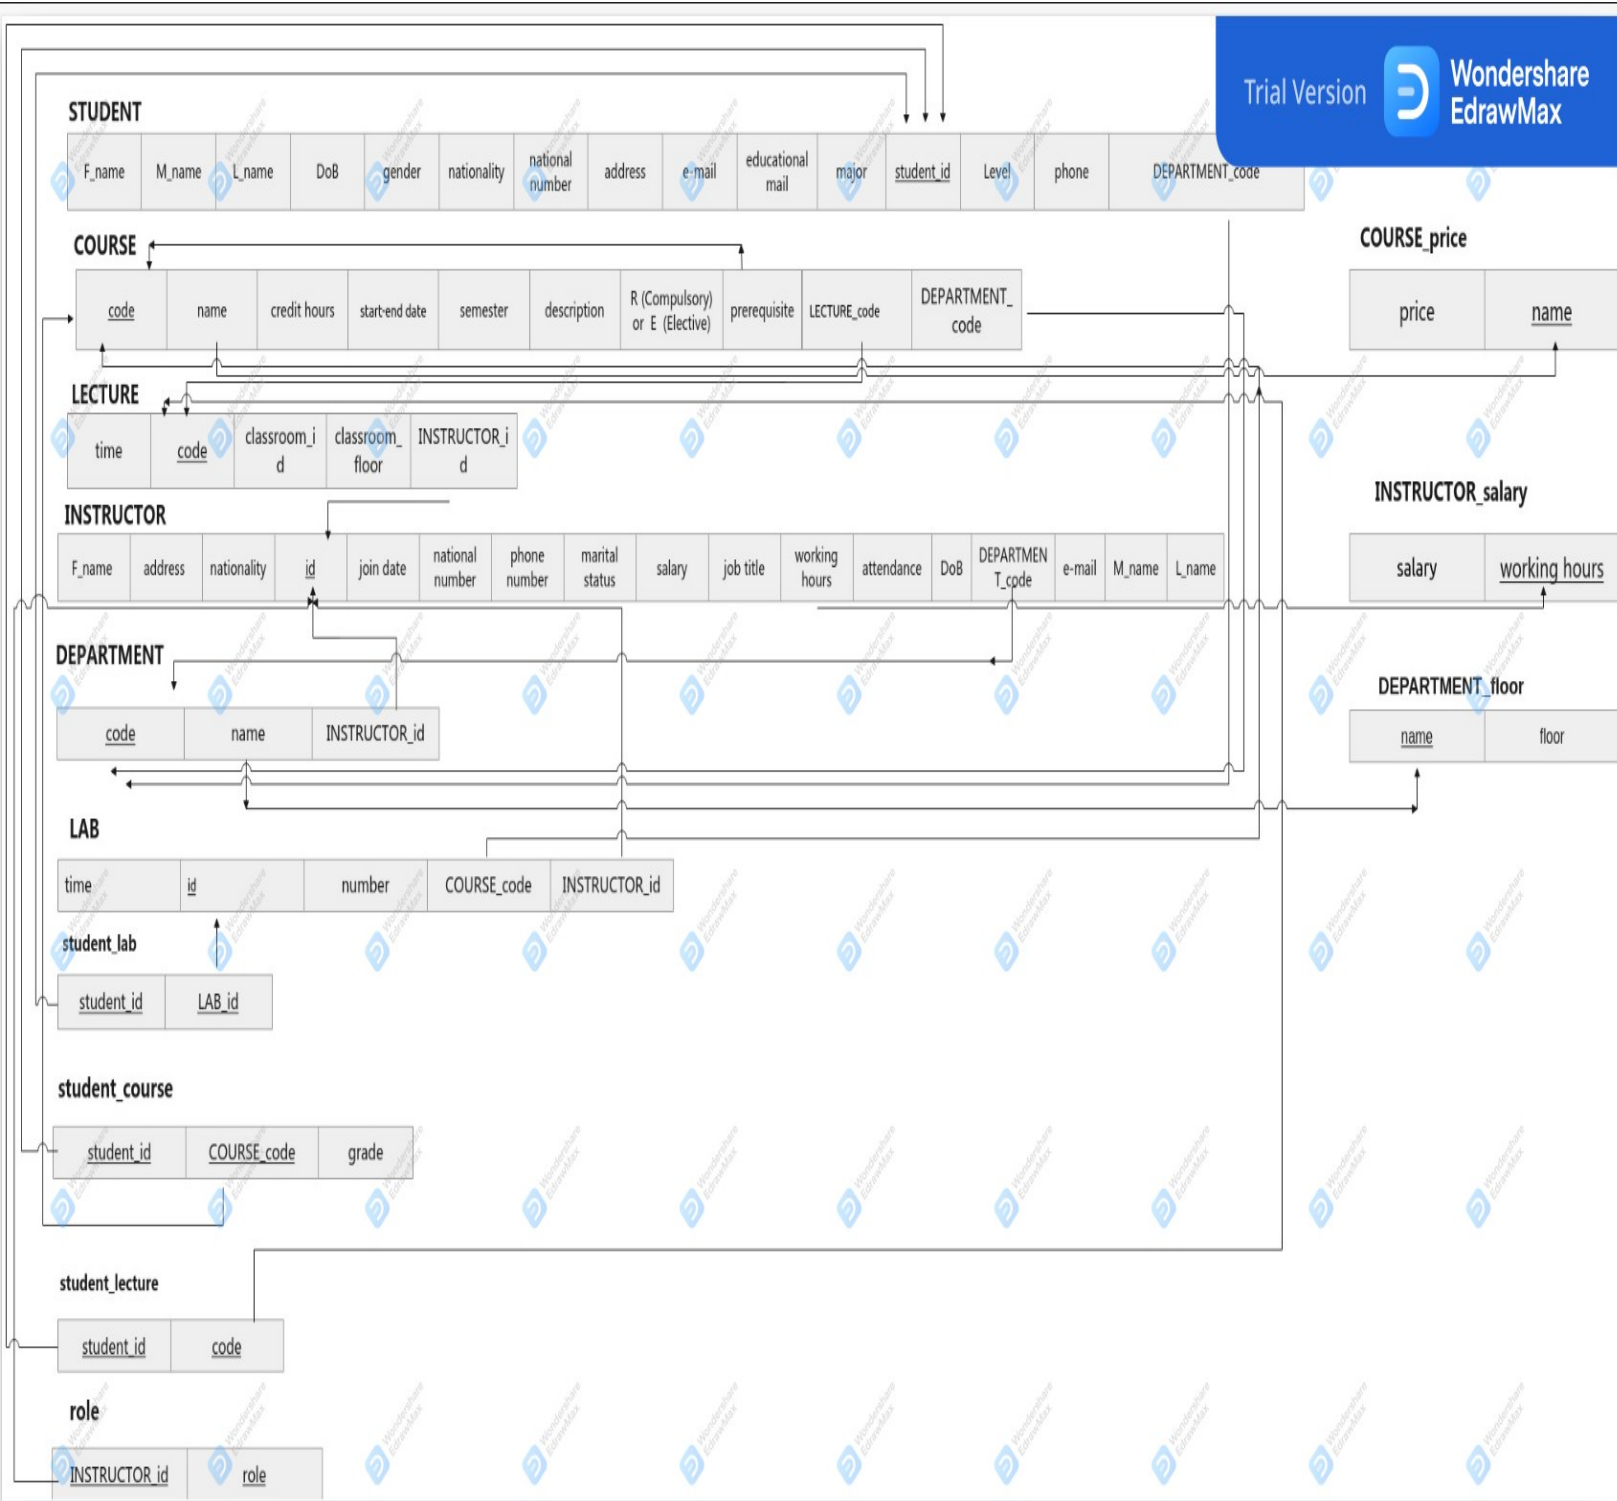 Trial Version
Wondershare
EdrawMax
STUDENT
F_name
M_name
L_name
DoB
gender
nationality
national
number
address
e-mail
educational
mail
major
student_id
Level
phone
DEPARTMENT_code
COURSE
code
name
credit hours
start-end date
semester
description
R (Compulsory)
or E (Elective)
prerequisite
LECTURE_code
DEPARTMENT_
code
COURSE_price
price
name
LECTURE
time
code
classroom_i
d
classroom_
floor
INSTRUCTOR_i
d
INSTRUCTOR
F_name
address
nationality
id
join date
national
number
phone
number
marital
status
salary
job title
working
hours
attendance
DoB
DEPARTMEN
T_code
e-mail
M_name
L_name
INSTRUCTOR_salary
salary
working hours
DEPARTMENT
code
name
INSTRUCTOR_id
DEPARTMENT_floor
name
floor
LAB
time
id
number
COURSE_code
INSTRUCTOR_id
student_lab
student_id
LAB_id
student_course
student_id
COURSE_code
grade
student_lecture
student_id
code
role
INSTRUCTOR_id
role